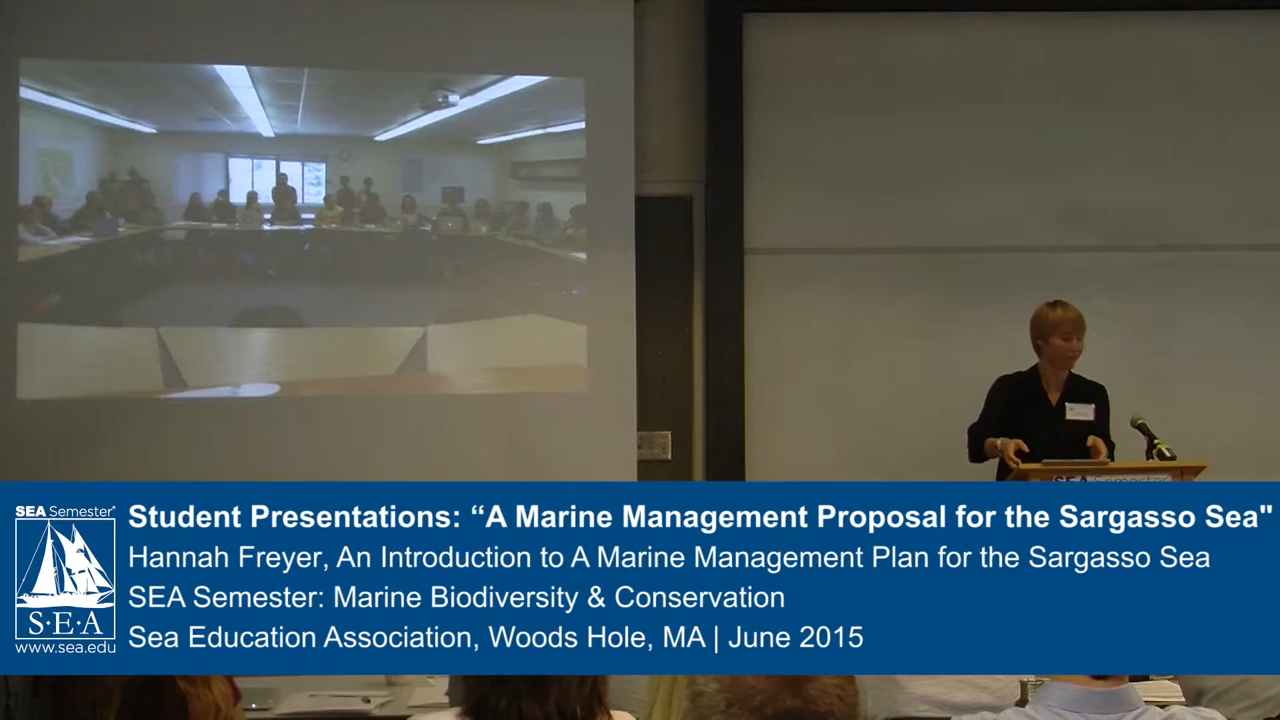 SEA Semester
SEA Semester®
Student Presentations: “A Marine Management Proposal for the Sargasso Sea"
Hannah Freyer, An Introduction to A Marine Management Plan for the Sargasso Sea
SEA Semester: Marine Biodiversity & Conservation
Sea Education Association, Woods Hole, MA | June 2015
S·E·A
www.sea.edu